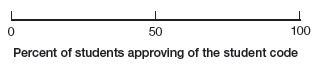 0 50 100
Percent of students approving of the student code